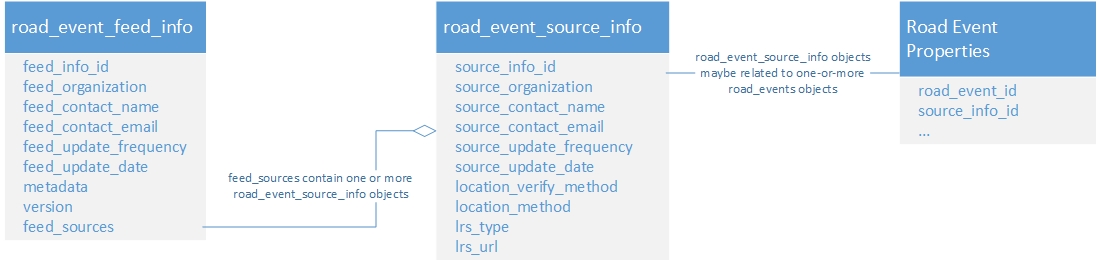 road_event_feed_info
feed_info_id
feed_organization
feed_contact_name
feed_contact_email
feed_update_frequency
feed_update_date
metadata
version
feed_sources
feed_sources contain one or more
road_event_source_info objects
road_event_source_info
source_info_id
source_organization
source_contact_name
source_contact_email
source_update_frequency
source_update_date
location_verify_method
location_method
lrs_type
lrs_url
road_event_source_info objects
maybe related to one-or-more
road_events objects
Road Event
Properties
road_event_id
source_info_id
...